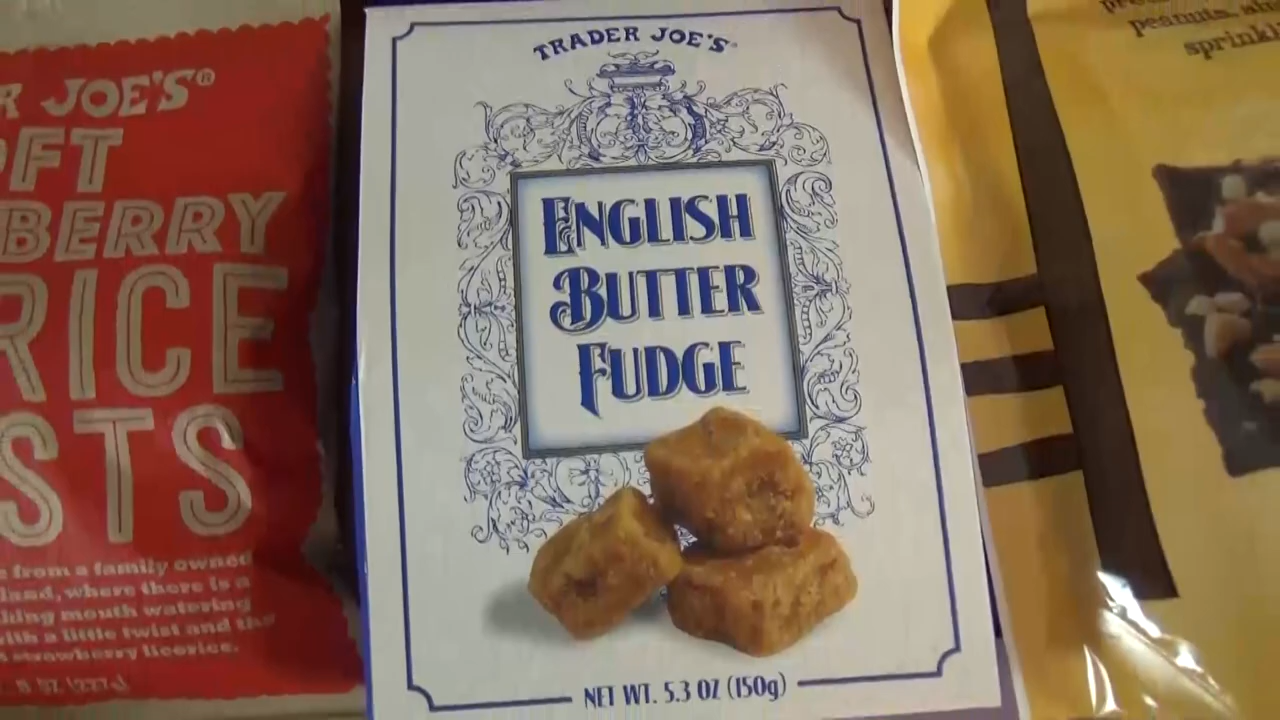 R JOE'S®
OFT
BERRY
RICE
STS
from a family owned
land, where there is a
mouth watering
with a little twist and the
strawberry licorice.
TRADER JOE'S
ENGLISH
BUTTER
FUDGE
NET WT. 5.3 OZ (150g)
peanuts,
sprinkl